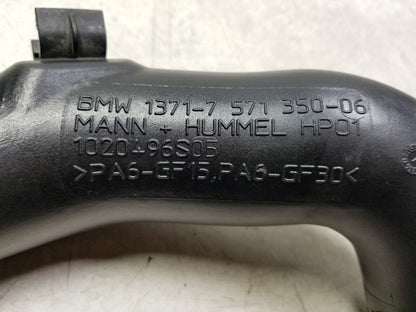 BMW 1371-7 571 350-06
MANN + HUMMEL HP01
1020496S05
>PA6-GF15,PA6-GF30<